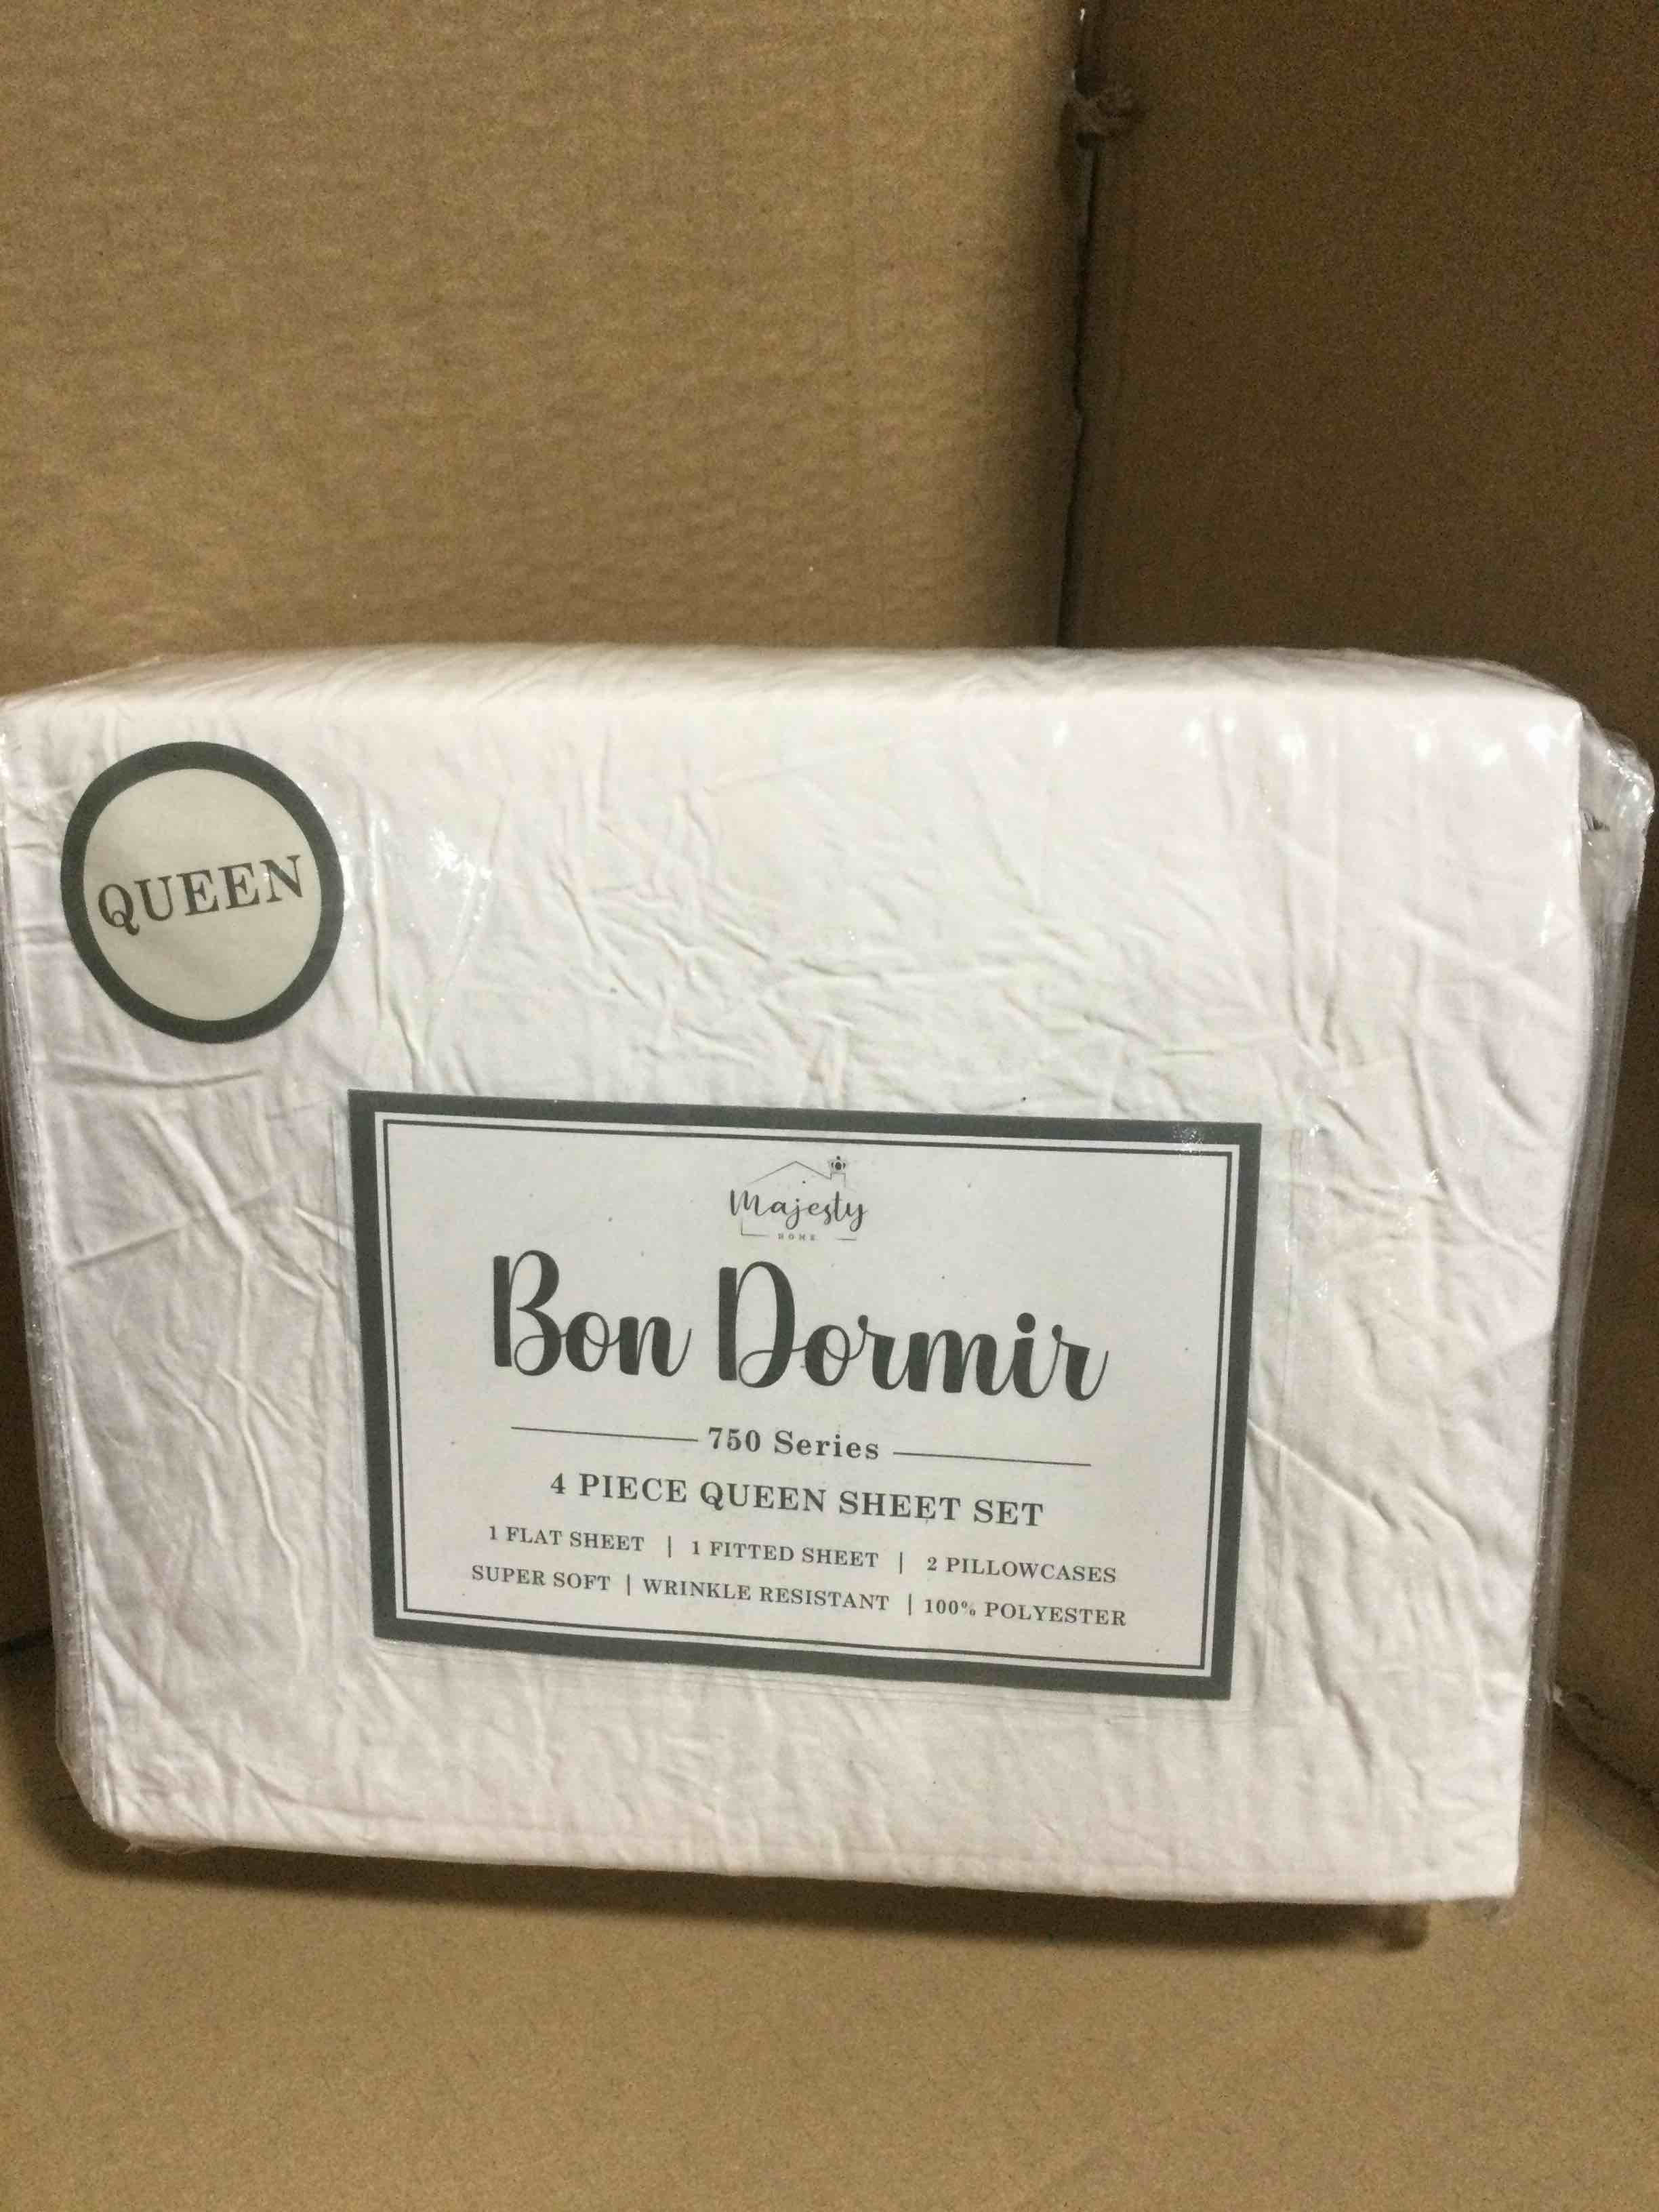 QUEEN
Majesty
HOME
Bon Dormir
750 Series
4 PIECE QUEEN SHEET SET
1 FLAT SHEET | 1 FITTED SHEET | 2 PILLOWCASES
SUPER SOFT | WRINKLE RESISTANT | 100% POLYESTER